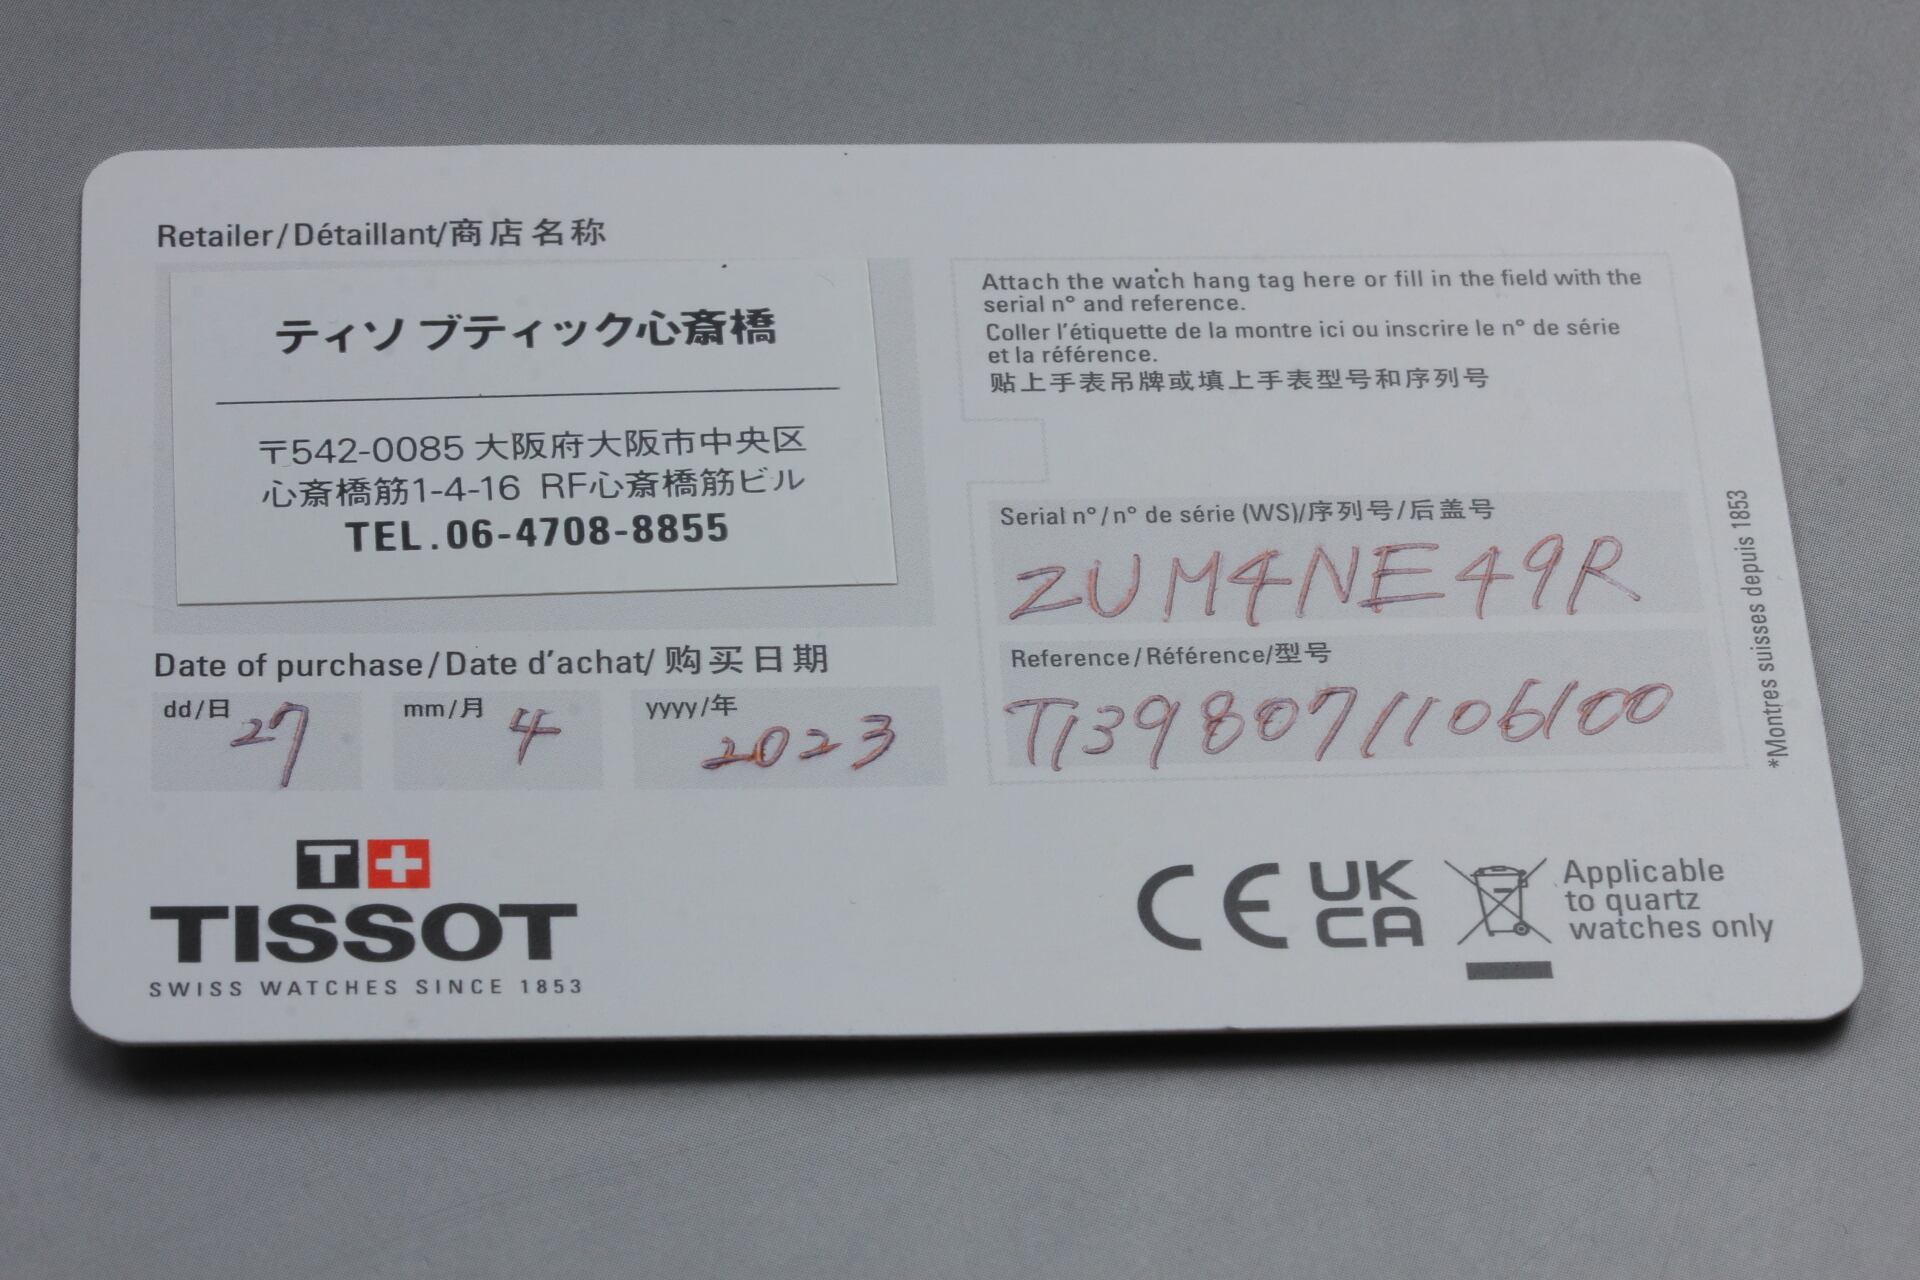 Retailer/Détaillant/商店名称
ティソ ブティック心斎橋
〒542-0085 大阪府大阪市中央区
心斎橋筋1-4-16 RF心斎橋筋ビル
TEL.06-4708-8855
Date of purchase/Date d'achat/ 购买日期
dd/日 27 mm/月 4 yyyy/年 2023
T+
TISSOT
SWISS WATCHES SINCE 1853
Attach the watch hang tag here or fill in the field with the
serial n° and reference.
Coller l'étiquette de la montre ici ou inscrire le n° de série
et la référence.
贴上手表吊牌或填上手表型号和序列号
Serial n°/n° de série (WS)/序列号/后盖号
ZUM4NE49R
Reference/Référence/型号
T1398071106100
*Montres suisses depuis 1853
CE UK
CA
Applicable
to quartz
watches only